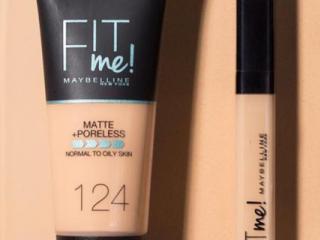 FIT
me!
MAYBELLINE
NEW YORK
MATTE
+PORELESS
NORMAL TO OILY SKIN
124
FIT me!
MAYBELLINE
NEW YORK